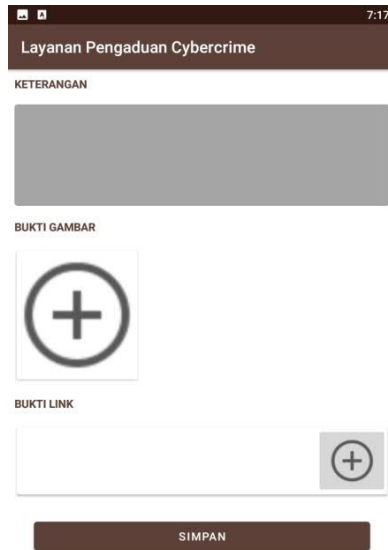 7:17
Layanan Pengaduan Cybercrime
KETERANGAN
BUKTI GAMBAR
BUKTI LINK
SIMPAN